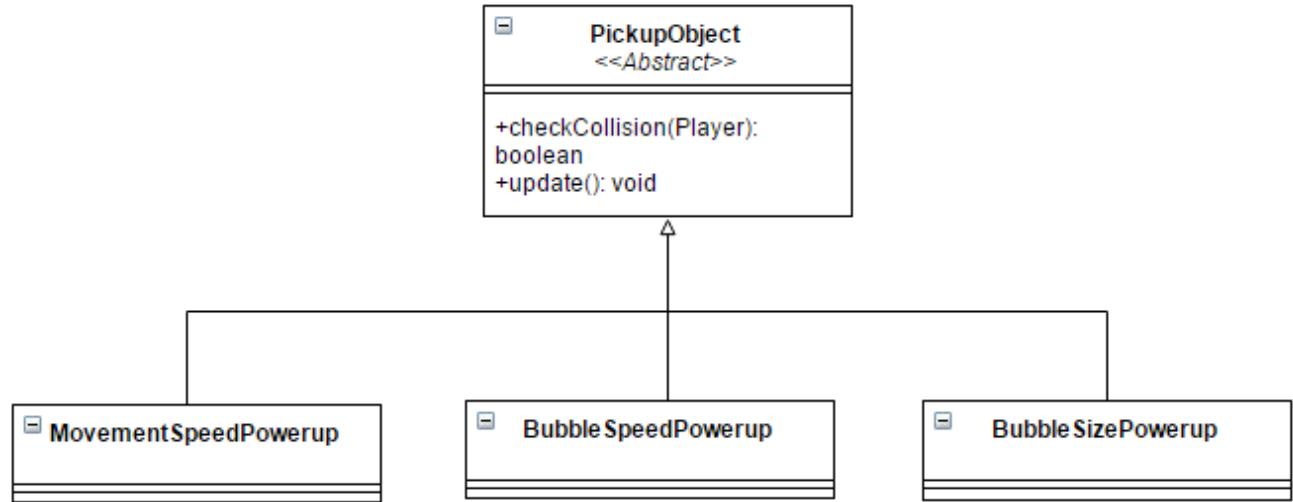 PickupObject
<<Abstract>>
+checkCollision(Player):
boolean
+update(): void
MovementSpeedPowerup
BubbleSpeedPowerup
BubbleSizePowerup